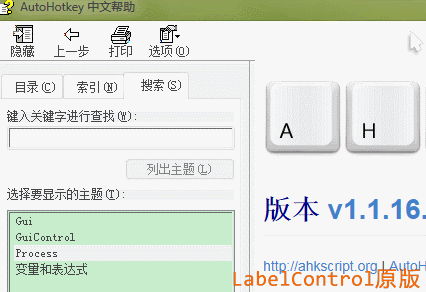 AutoHotkey 中文帮助
隐藏 上一步 打印 选项(O)
目录(C) 索引(N) 搜索(S)
键入关键字进行查找(W):
列出主题(L)
选择要显示的主题(T):
Gui
GuiControl
Process
变量和表达式
A H
版本 v1.1.16.
http://ahkscript.org | AutoH
LabelControl原版